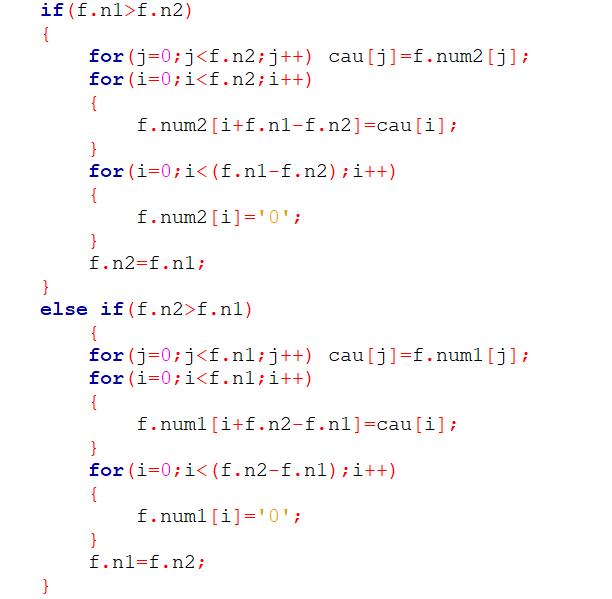 if(f.n1>f.n2)
{
for(j=0;j<f.n2;j++) cau[j]=f.num2[j];
for(i=0;i<f.n2;i++)
{
f.num2[i+f.n1-f.n2]=cau[i];
}
for(i=0;i<(f.n1-f.n2);i++)
{
f.num2[i]='0';
}
f.n2=f.n1;
}
else if(f.n2>f.n1)
{
for(j=0;j<f.n1;j++) cau[j]=f.num1[j];
for(i=0;i<f.n1;i++)
{
f.num1[i+f.n2-f.n1]=cau[i];
}
for(i=0;i<(f.n2-f.n1);i++)
{
f.num1[i]='0';
}
f.n1=f.n2;
}